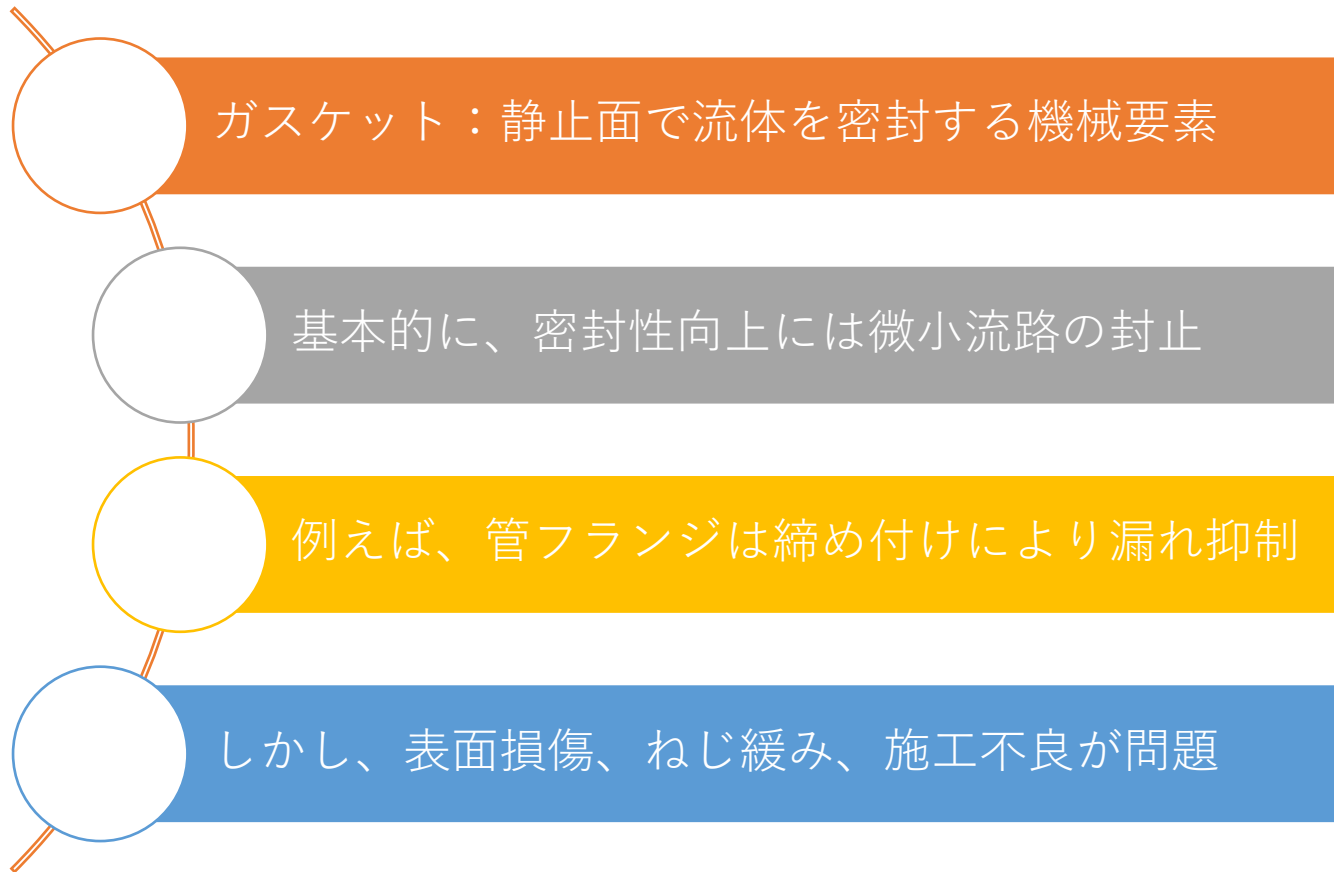 ガスケット：静止面で流体を密封する機械要素
基本的に、密封性向上には微小流路の封止
例えば、管フランジは締め付けにより漏れ抑制
しかし、表面損傷、ねじ緩み、施工不良が問題